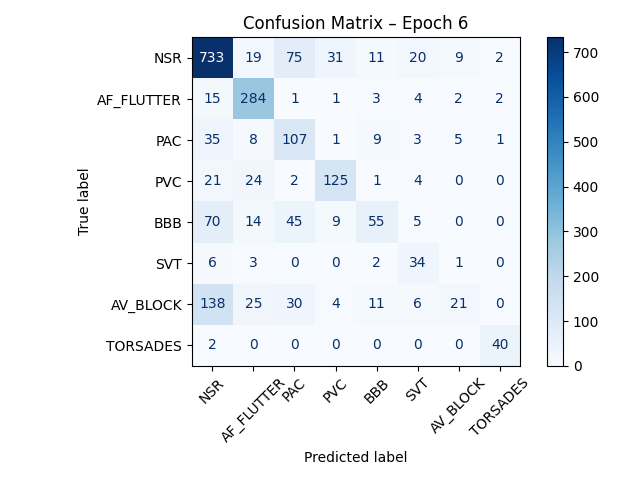 Confusion Matrix – Epoch 6
NSR 733 19 75 31 11 20 9 2
AF_FLUTTER 15 284 1 1 3 4 2 2
PAC 35 8 107 1 9 3 5 1
PVC 21 24 2 125 1 4 0 0
BBB 70 14 45 9 55 5 0 0
SVT 6 3 0 0 2 34 1 0
AV_BLOCK 138 25 30 4 11 6 21 0
TORSADES 2 0 0 0 0 0 0 40
NSR AF_FLUTTER PAC PVC BBB SVT AV_BLOCK TORSADES
Predicted label
True label
700
600
500
400
300
200
100
0